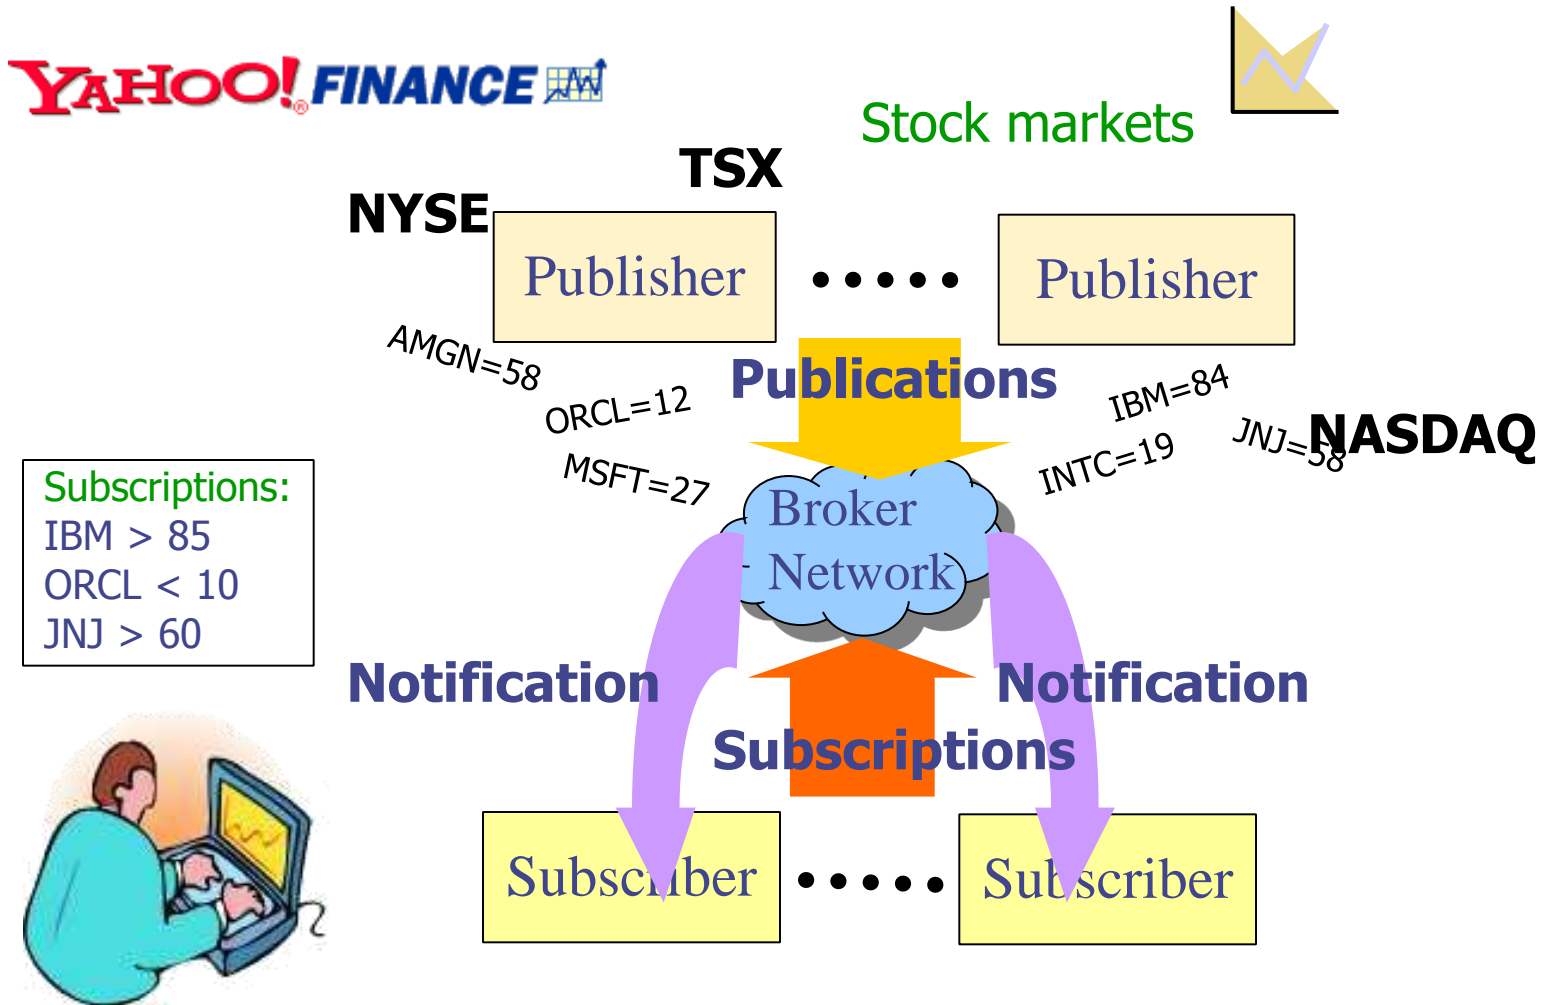 YAHOO! FINANCE
®
Stock markets
TSX
NYSE
Publisher
Publisher
AMGN=58
Publications
IBM=84
ORCL=12
JNJ=58
NASDAQ
MSFT=27
INTC=19
Subscriptions:
IBM > 85
ORCL < 10
JNJ > 60
Broker
Network
Notification
Notification
Subscriptions
Subscriber
Subscriber